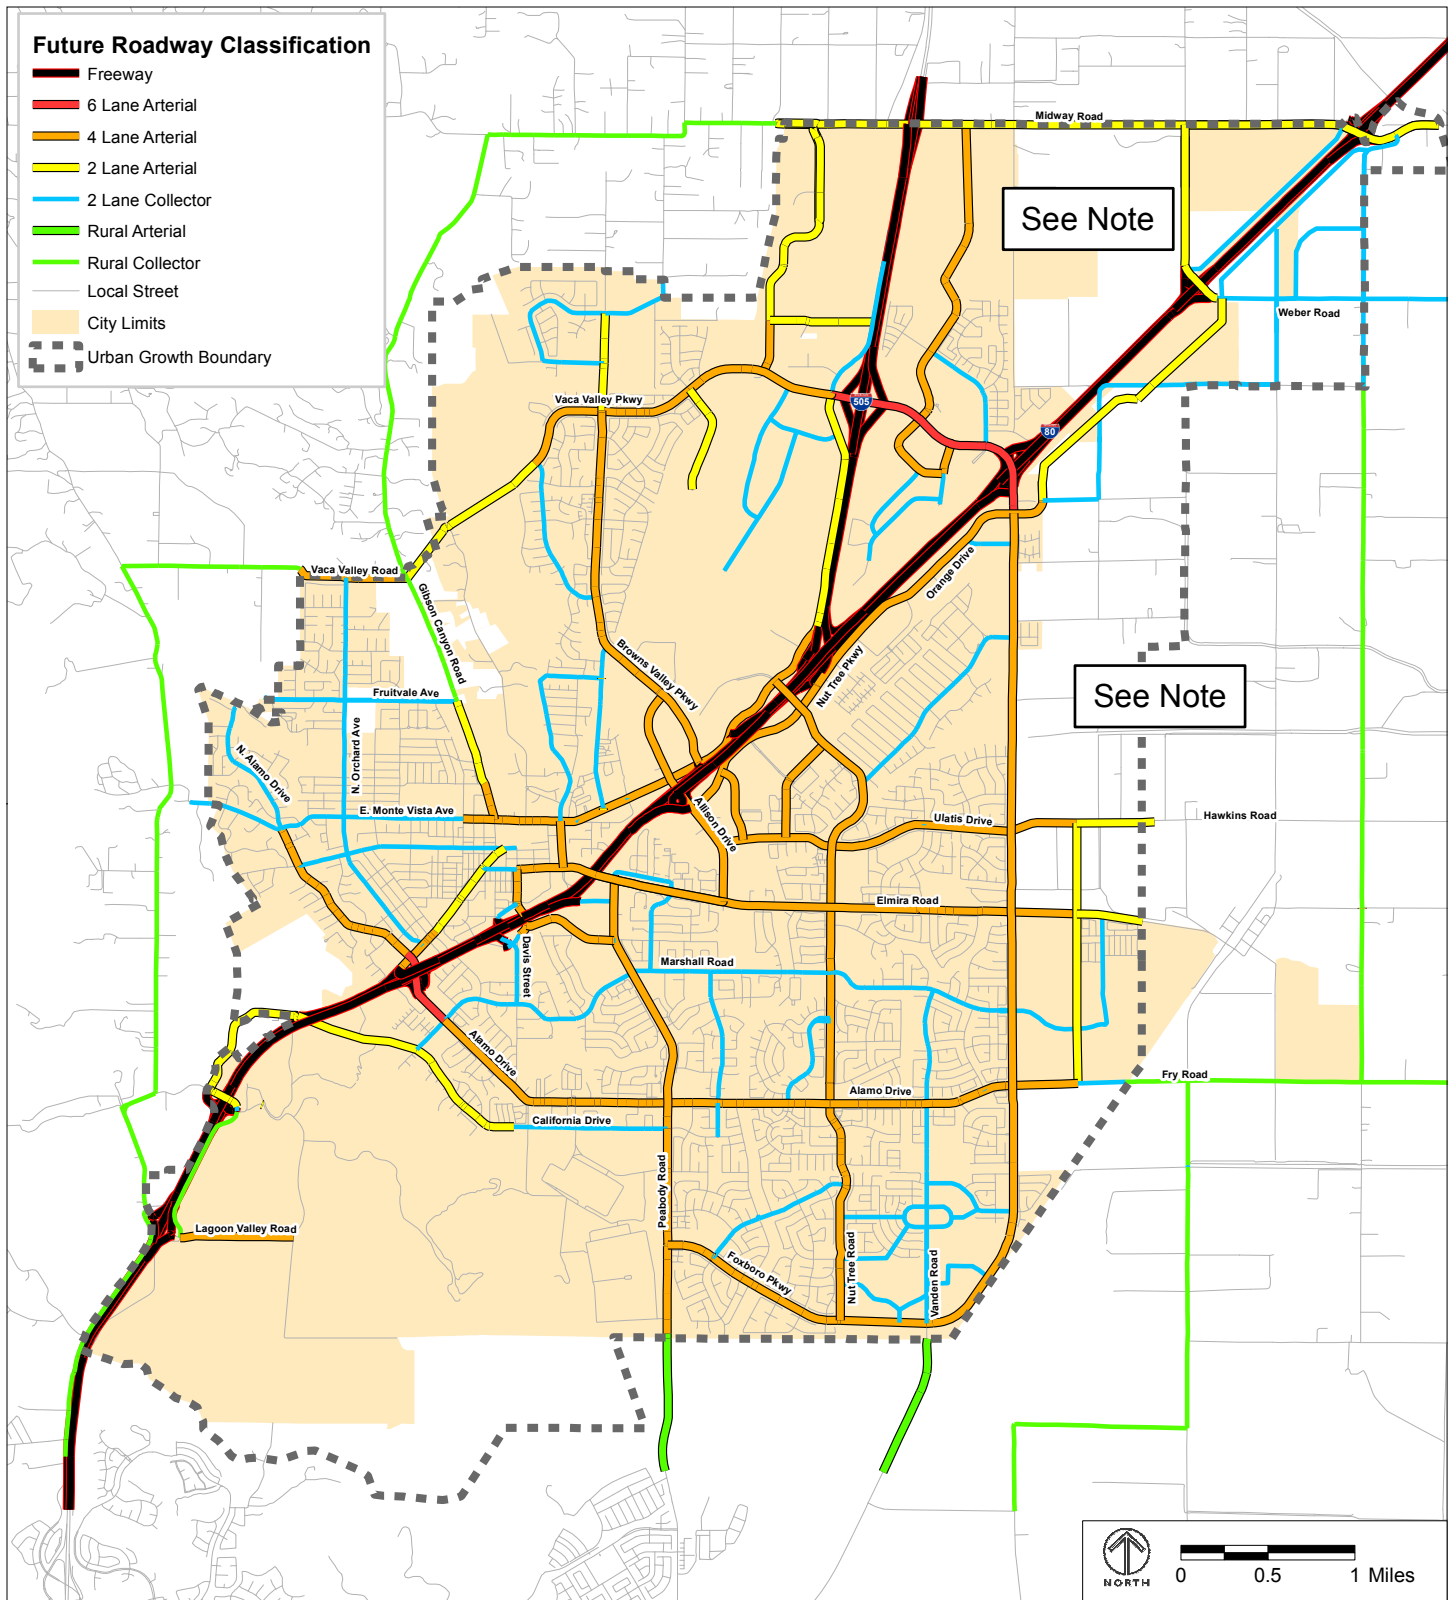 Future Roadway Classification
Freeway
6 Lane Arterial
4 Lane Arterial
2 Lane Arterial
2 Lane Collector
Rural Arterial
Rural Collector
Local Street
City Limits
Urban Growth Boundary
Midway Road
See Note
Weber Road
Vaca Valley Pkwy
505
80
Orange Drive
Vaca Valley Road
Gibson Canyon Road
Browns Valley Pkwy
Nut Tree Pkwy
See Note
Fruitvale Ave
N. Orchard Ave
N. Alamo Drive
E. Monte Vista Ave
Allison Drive
Ulatis Drive
Hawkins Road
Elmira Road
Davis Street
Marshall Road
Alamo Drive
Alamo Drive
Fry Road
California Drive
Peabody Road
Lagoon Valley Road
Foxboro Pkwy
Nut Tree Road
Vanden Road
NORTH
0 0.5 1 Miles